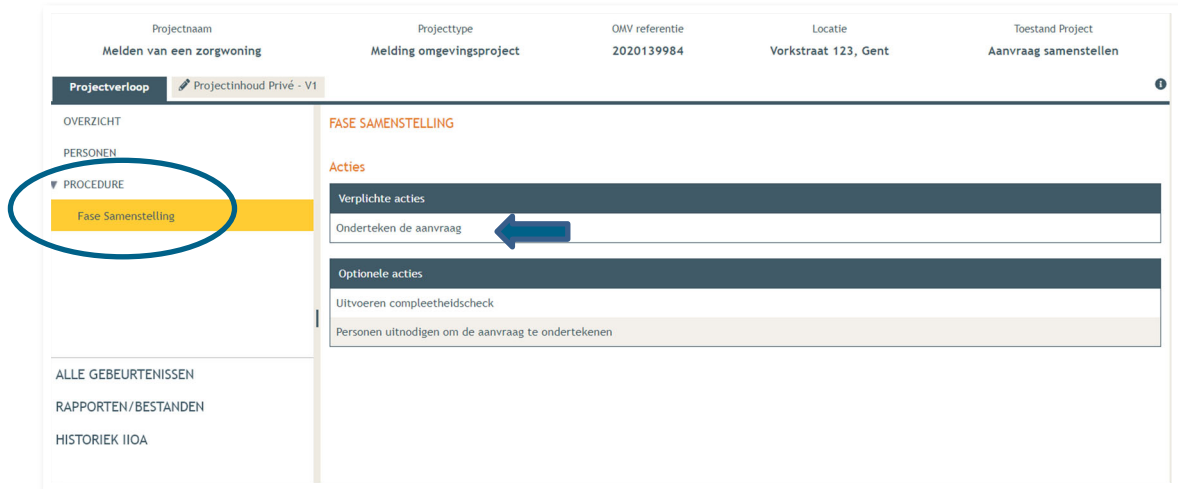 Projectnaam Projecttype OMV referentie Locatie Toestand Project
Melden van een zorgwoning Melding omgevingsproject 2020139984 Vorkstraat 123, Gent Aanvraag samenstellen
Projectverloop Projectinhoud Privé - V1
OVERZICHT
PERSONEN
PROCEDURE
Fase Samenstelling
ALLE GEBEURTENISSEN
RAPPORTEN/BESTANDEN
HISTORIEK IIOA
FASE SAMENSTELLING
Acties
Verplichte acties
Onderteken de aanvraag
Optionele acties
Uitvoeren compleetheidscheck
Personen uitnodigen om de aanvraag te ondertekenen